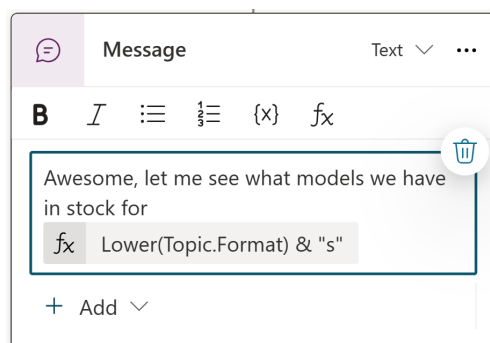 Message
Text
B I {x} fx
Awesome, let me see what models we have
in stock for
fx Lower(Topic.Format) & "s"
+ Add